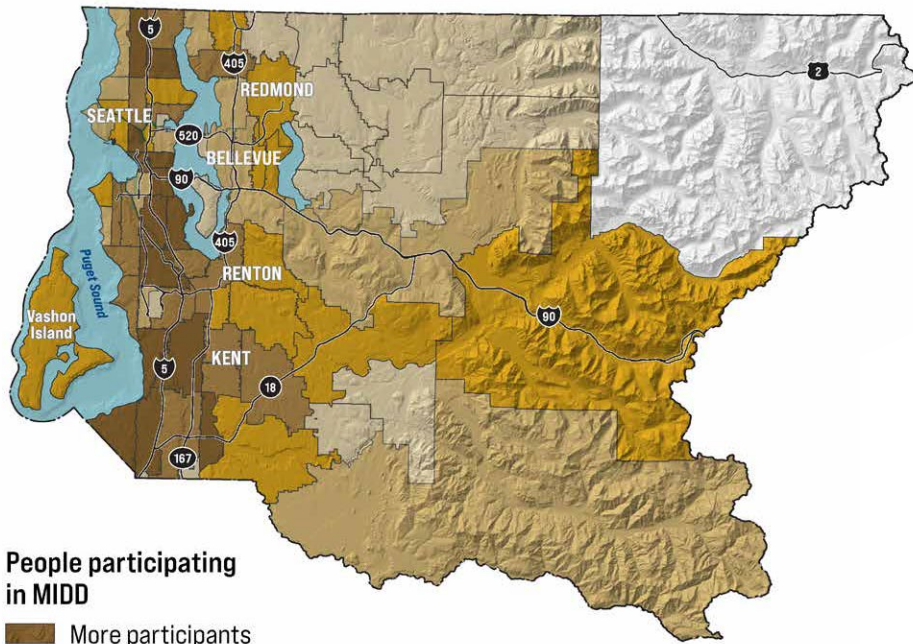 5
405
2
REDMOND
SEATTLE
520
BELLEVUE
90
405
RENTON
Puget Sound
Vashon
Island
90
KENT
5
18
167
People participating
in MIDD
More participants